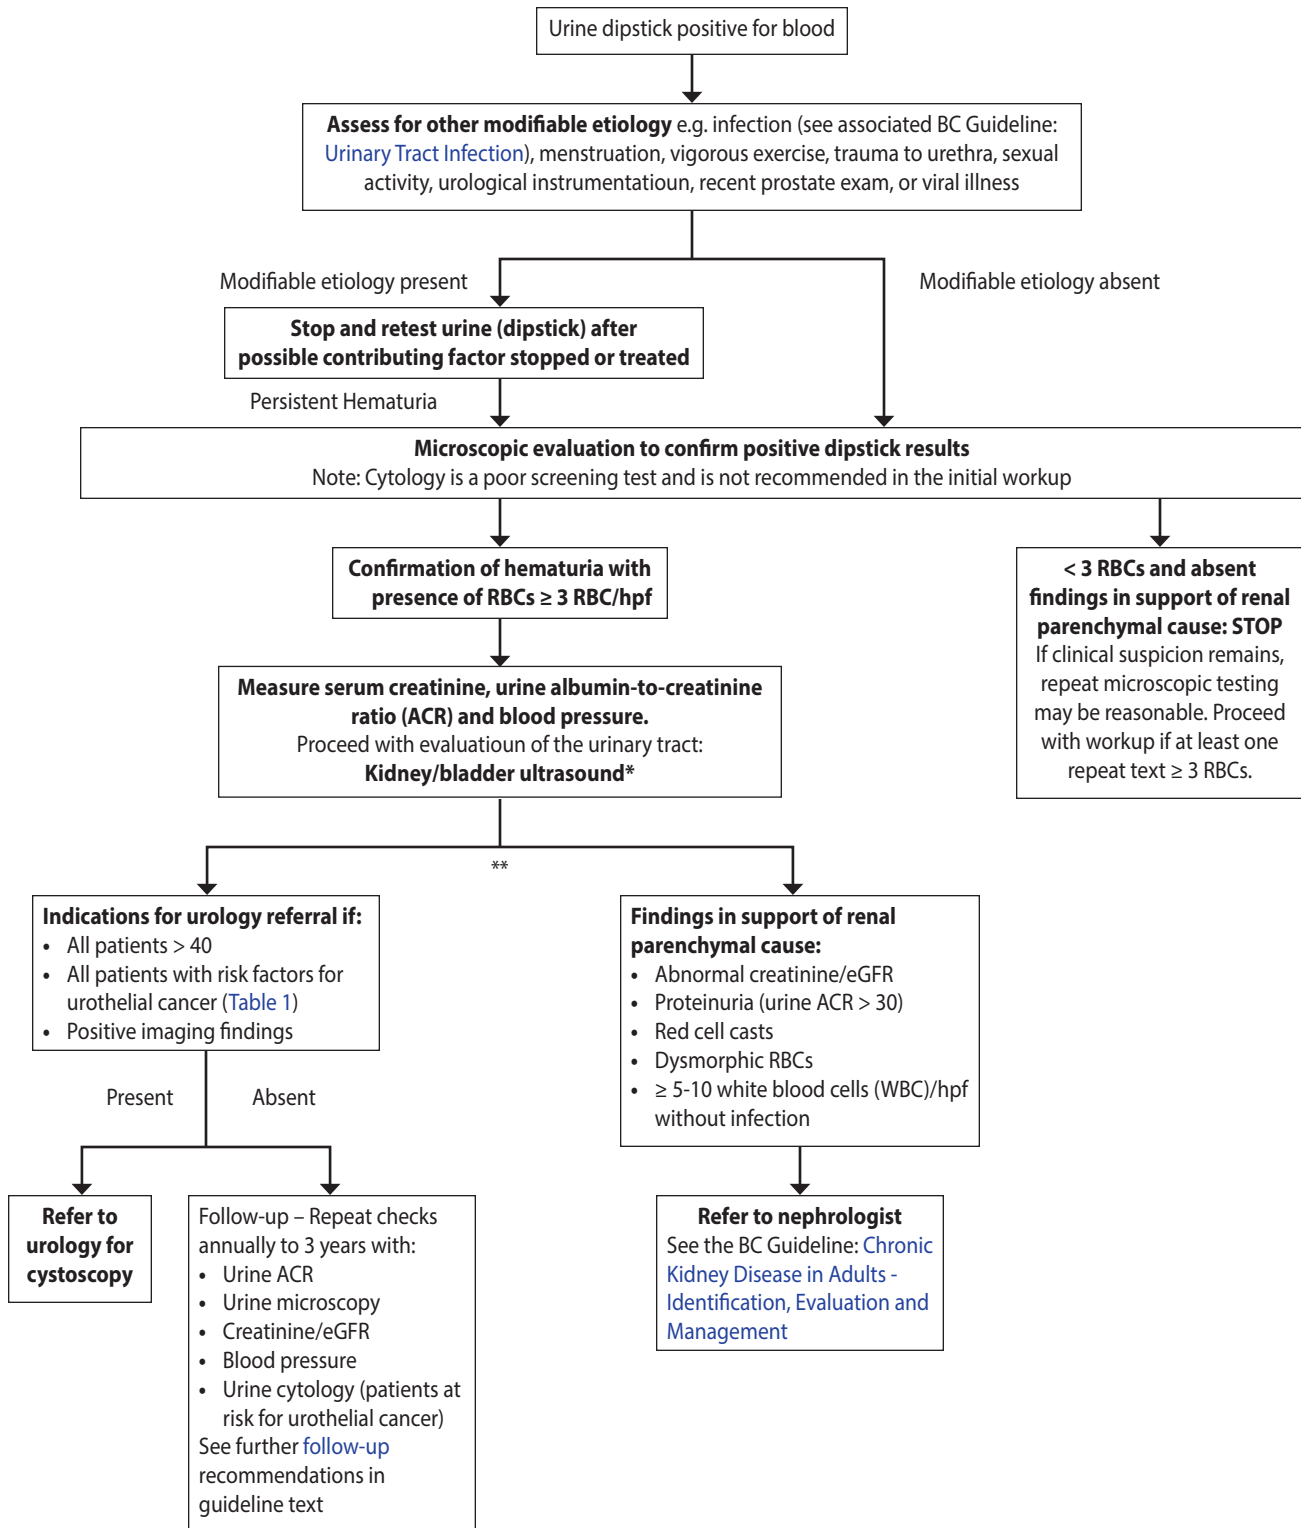 Urine dipstick positive for blood
Assess for other modifiable etiology e.g. infection (see associated BC Guideline:
Urinary Tract Infection), menstruation, vigorous exercise, trauma to urethra, sexual
activity, urological instrumentatioun, recent prostate exam, or viral illness
Modifiable etiology present
Modifiable etiology absent
Stop and retest urine (dipstick) after
possible contributing factor stopped or treated
Persistent Hematuria
Microscopic evaluation to confirm positive dipstick results
Note: Cytology is a poor screening test and is not recommended in the initial workup
Confirmation of hematuria with
presence of RBCs ≥ 3 RBC/hpf
< 3 RBCs and absent
findings in support of renal
parenchymal cause: STOP
If clinical suspicion remains,
repeat microscopic testing
may be reasonable. Proceed
with workup if at least one
repeat text ≥ 3 RBCs.
Measure serum creatinine, urine albumin-to-creatinine
ratio (ACR) and blood pressure.
Proceed with evaluatioun of the urinary tract:
Kidney/bladder ultrasound*
**
Indications for urology referral if:
• All patients > 40
• All patients with risk factors for
urothelial cancer (Table 1)
• Positive imaging findings
Findings in support of renal
parenchymal cause:
• Abnormal creatinine/eGFR
• Proteinuria (urine ACR > 30)
• Red cell casts
• Dysmorphic RBCs
• ≥ 5-10 white blood cells (WBC)/hpf
without infection
Present
Absent
Refer to
urology for
cystoscopy
Follow-up – Repeat checks
annually to 3 years with:
• Urine ACR
• Urine microscopy
• Creatinine/eGFR
• Blood pressure
• Urine cytology (patients at
risk for urothelial cancer)
See further follow-up
recommendations in
guideline text
Refer to nephrologist
See the BC Guideline: Chronic
Kidney Disease in Adults -
Identification, Evaluation and
Management